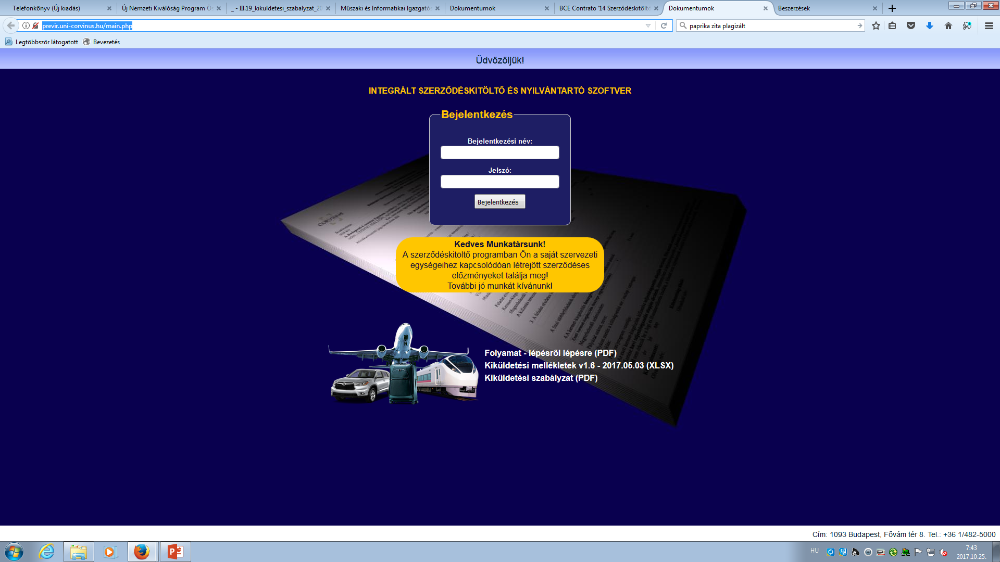 Telefonkönyv (Új kiadás)
Új Nemzeti Kiválóság Program Ös
_ - III.19_kikuldetesi_szabalyzat_20
Műszaki és Informatikai Igazgatós
Dokumentumok
BCE Contrato '14 Szerződéskitöltő
Dokumentumok
Beszerzések
previr.uni-corvinus.hu/main.php
paprika zita plagizált
Legtöbbször látogatott
Bevezetés
Üdvözöljük!
INTEGRÁLT SZERZŐDÉSKITÖLTŐ ÉS NYILVÁNTARTÓ SZOFTVER
Bejelentkezés
Bejelentkezési név:
Jelszó:
Bejelentkezés
CORVINUS
Kedves Munkatársunk!
A szerződéskitöltő programban Ön a saját szervezeti
egységeihez kapcsolódóan létrejött szerződéses
előzményeket találja meg!
További jó munkát kívánunk!
Folyamat - lépésről lépésre (PDF)
Kiküldetési mellékletek v1.6 - 2017.05.03 (XLSX)
Kiküldetési szabályzat (PDF)
Cím: 1093 Budapest, Fővám tér 8. Tel.: +36 1/482-5000
HU
7:43
2017.10.25.